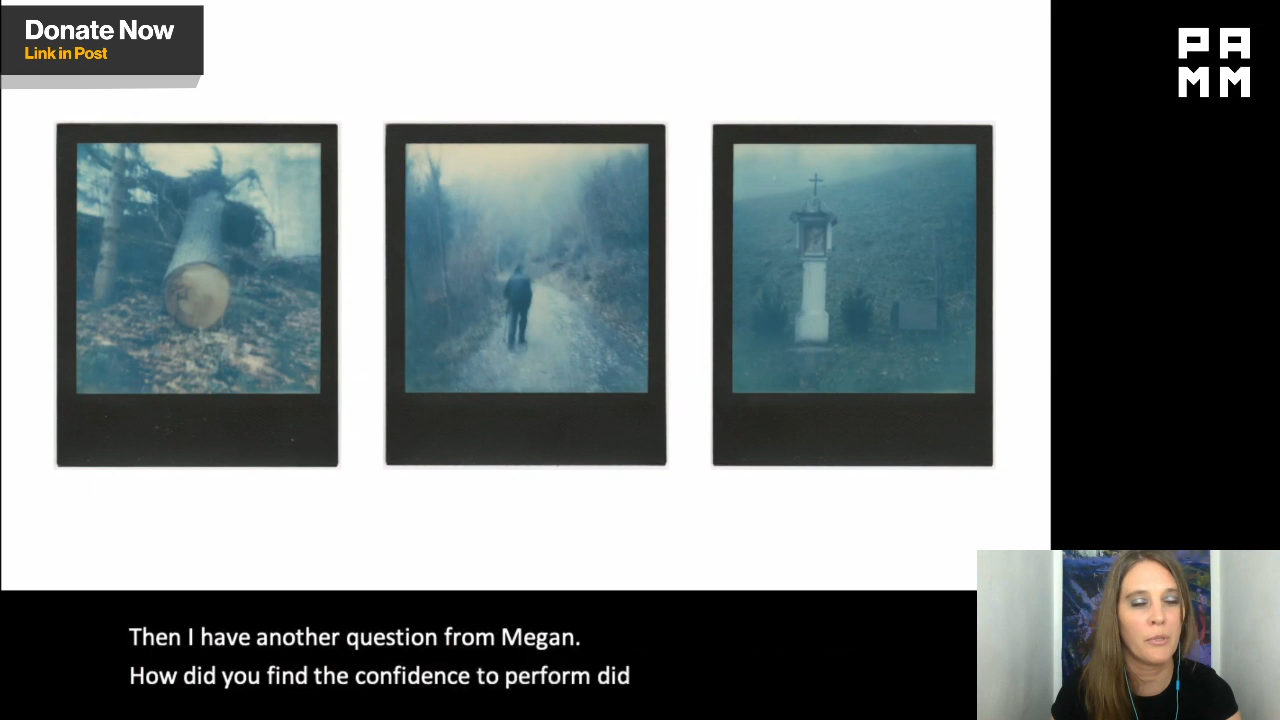 Donate Now
Link in Post
PA
MM
Then I have another question from Megan.
How did you find the confidence to perform did